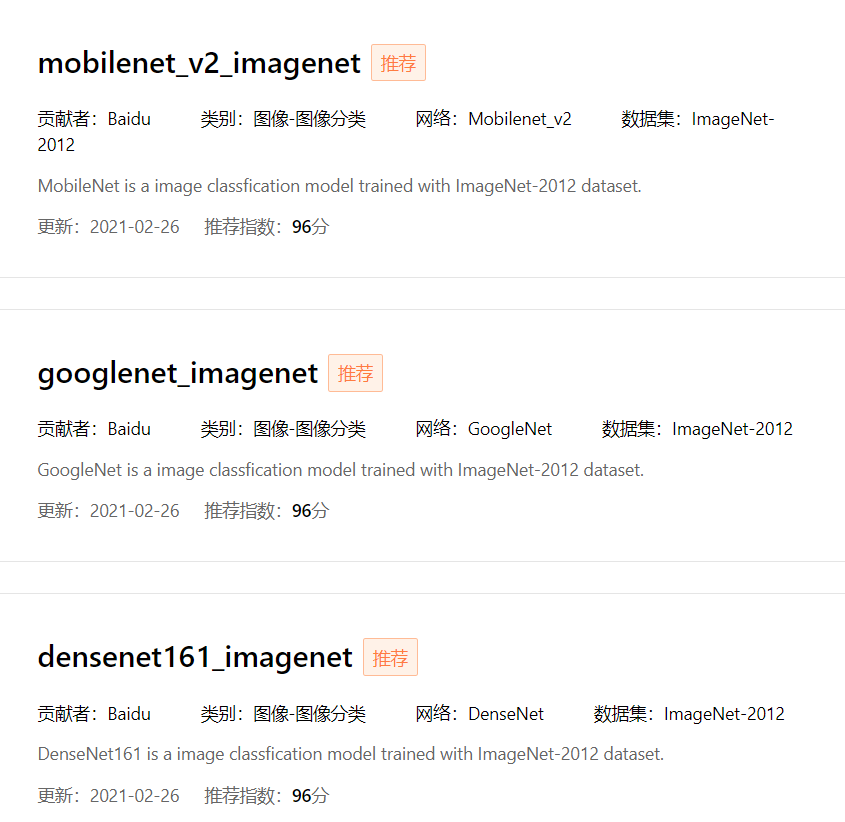 mobilenet_v2_imagenet 推荐
贡献者：Baidu 类别：图像-图像分类 网络：Mobilenet_v2 数据集：ImageNet-
2012
MobileNet is a image classfication model trained with ImageNet-2012 dataset.
更新：2021-02-26 推荐指数：96分
googlenet_imagenet 推荐
贡献者：Baidu 类别：图像-图像分类 网络：GoogleNet 数据集：ImageNet-2012
GoogleNet is a image classfication model trained with ImageNet-2012 dataset.
更新：2021-02-26 推荐指数：96分
densenet161_imagenet 推荐
贡献者：Baidu 类别：图像-图像分类 网络：DenseNet 数据集：ImageNet-2012
DenseNet161 is a image classfication model trained with ImageNet-2012 dataset.
更新：2021-02-26 推荐指数：96分